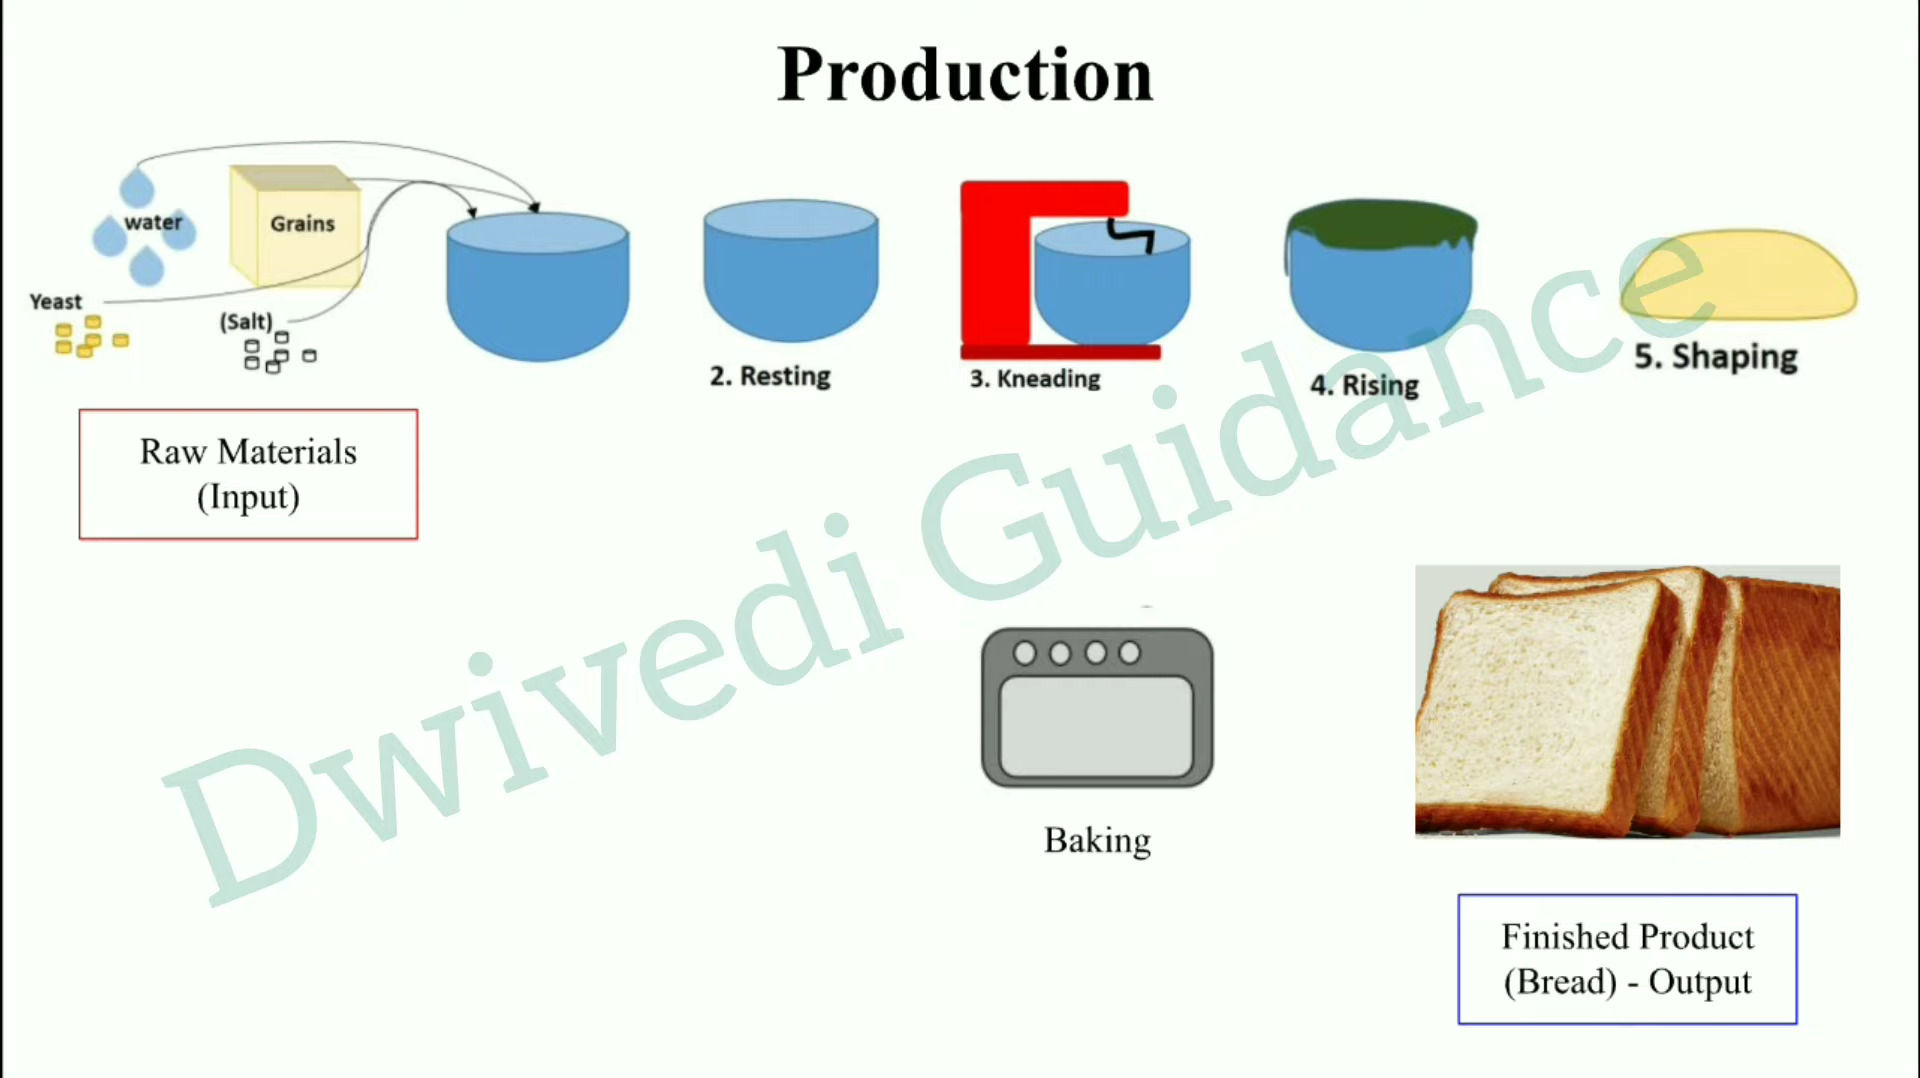 Production
water
Grains
Yeast
(Salt)
2. Resting
3. Kneading
4. Rising
5. Shaping
Raw Materials
(Input)
Dwivedi Guidance
Baking
Finished Product
(Bread) - Output